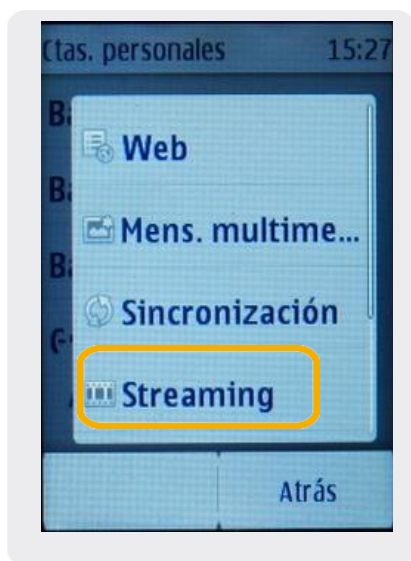 Ctas. personales 15:27
Web
Mens. multime...
Sincronización
Streaming
Atrás